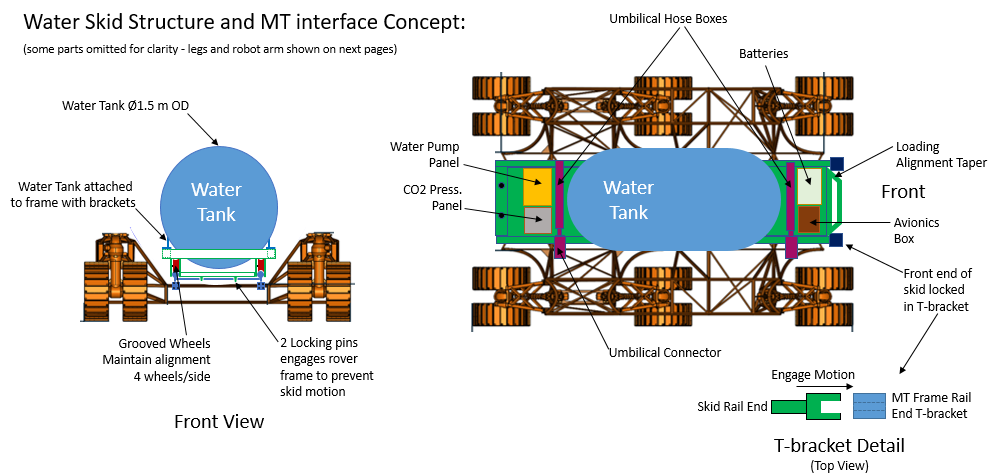 Water Skid Structure and MT interface Concept:
(some parts omitted for clarity - legs and robot arm shown on next pages)
Umbilical Hose Boxes
Batteries
Water Tank Ø1.5 m OD
Water Pump
Panel
CO2 Press.
Panel
Loading
Alignment Taper
Front
Avionics
Box
Water Tank attached
to frame with brackets
Water
Tank
Water
Tank
Front end of
skid locked
in T-bracket
Grooved Wheels
Maintain alignment
4 wheels/side
2 Locking pins
engages rover
frame to prevent
skid motion
Front View
Umbilical Connector
Engage Motion
Skid Rail End
MT Frame Rail
End T-bracket
T-bracket Detail
(Top View)